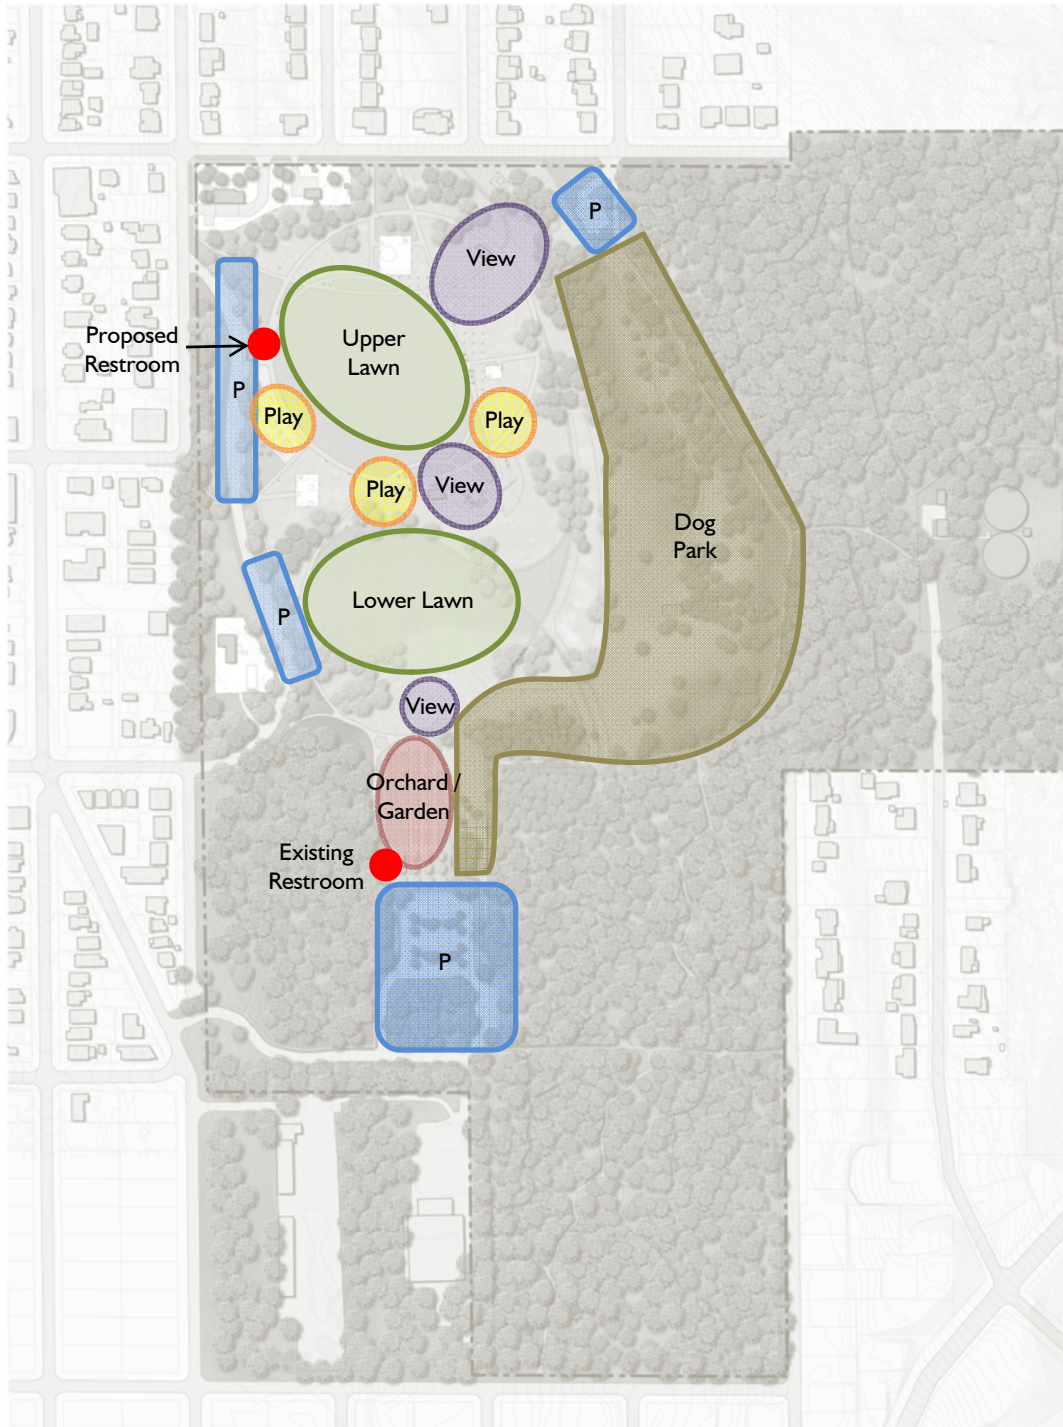 P
View
Proposed
Restroom
Upper
Lawn
P
Play
Play
Play
View
Dog
Park
Lower Lawn
P
View
Orchard /
Garden
Existing
Restroom
P